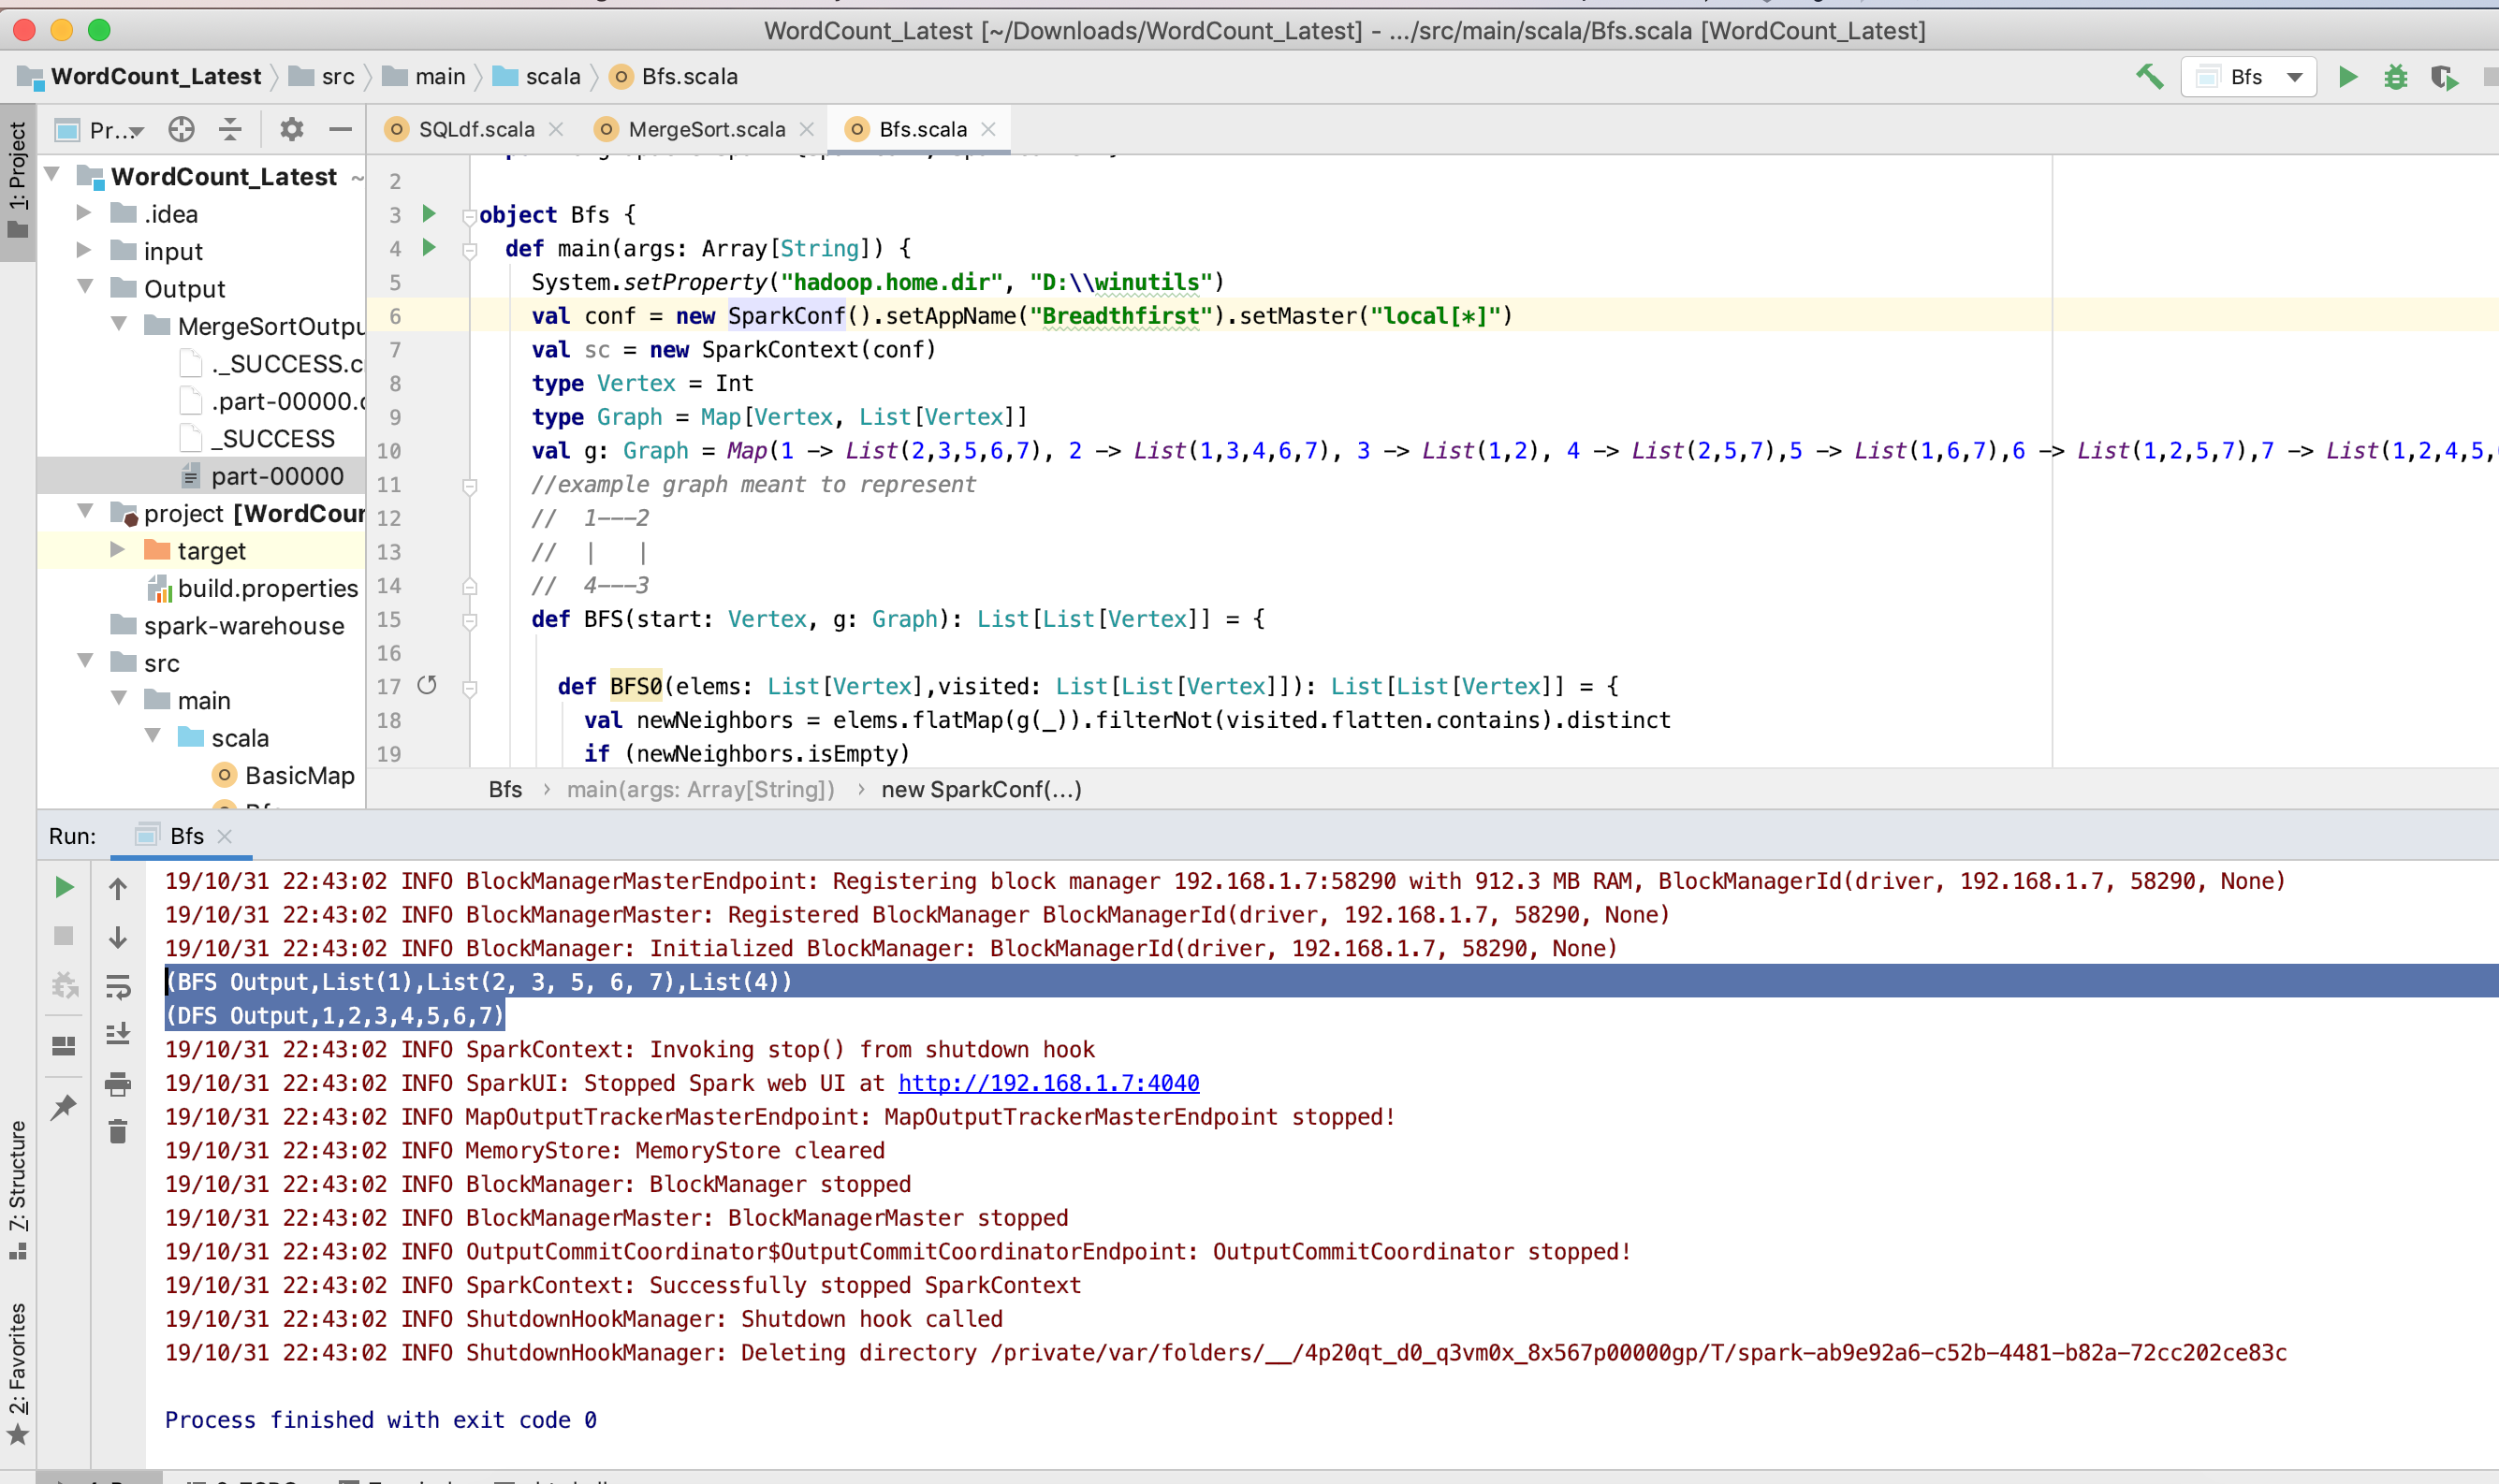 WordCount_Latest [~/Downloads/WordCount_Latest] - .../src/main/scala/Bfs.scala [WordCount_Latest]
WordCount_Latest src main scala Bfs.scala Bfs
1: Project
Pr... SQLdf.scala MergeSort.scala Bfs.scala
WordCount_Latest ~
.idea
input
Output
MergeSortOutpu
._SUCCESS.c
.part-00000.c
_SUCCESS
part-00000
project [WordCour
target
build.properties
spark-warehouse
src
main
scala
BasicMap
2
3 object Bfs {
4 def main(args: Array[String]) {
5 System.setProperty("hadoop.home.dir", "D:\\winutils")
6 val conf = new SparkConf().setAppName("Breadthfirst").setMaster("local[*]")
7 val sc = new SparkContext(conf)
8 type Vertex = Int
9 type Graph = Map[Vertex, List[Vertex]]
10 val g: Graph = Map(1 -> List(2,3,5,6,7), 2 -> List(1,3,4,6,7), 3 -> List(1,2), 4 -> List(2,5,7),5 -> List(1,6,7),6 -> List(1,2,5,7),7 -> List(1,2,4,5,
11 //example graph meant to represent
12 // 1---2
13 // | |
14 // 4---3
15 def BFS(start: Vertex, g: Graph): List[List[Vertex]] = {
16
17 def BFS0(elems: List[Vertex],visited: List[List[Vertex]]): List[List[Vertex]] = {
18 val newNeighbors = elems.flatMap(g(_)).filterNot(visited.flatten.contains).distinct
19 if (newNeighbors.isEmpty)
Bfs › main(args: Array[String]) › new SparkConf(...)
Run: Bfs
19/10/31 22:43:02 INFO BlockManagerMasterEndpoint: Registering block manager 192.168.1.7:58290 with 912.3 MB RAM, BlockManagerId(driver, 192.168.1.7, 58290, None)
19/10/31 22:43:02 INFO BlockManagerMaster: Registered BlockManager BlockManagerId(driver, 192.168.1.7, 58290, None)
19/10/31 22:43:02 INFO BlockManager: Initialized BlockManager: BlockManagerId(driver, 192.168.1.7, 58290, None)
(BFS Output,List(1),List(2, 3, 5, 6, 7),List(4))
(DFS Output,1,2,3,4,5,6,7)
19/10/31 22:43:02 INFO SparkContext: Invoking stop() from shutdown hook
19/10/31 22:43:02 INFO SparkUI: Stopped Spark web UI at http://192.168.1.7:4040
19/10/31 22:43:02 INFO MapOutputTrackerMasterEndpoint: MapOutputTrackerMasterEndpoint stopped!
19/10/31 22:43:02 INFO MemoryStore: MemoryStore cleared
19/10/31 22:43:02 INFO BlockManager: BlockManager stopped
19/10/31 22:43:02 INFO BlockManagerMaster: BlockManagerMaster stopped
19/10/31 22:43:02 INFO OutputCommitCoordinator$OutputCommitCoordinatorEndpoint: OutputCommitCoordinator stopped!
19/10/31 22:43:02 INFO SparkContext: Successfully stopped SparkContext
19/10/31 22:43:02 INFO ShutdownHookManager: Shutdown hook called
19/10/31 22:43:02 INFO ShutdownHookManager: Deleting directory /private/var/folders/__/4p20qt_d0_q3vm0x_8x567p00000gp/T/spark-ab9e92a6-c52b-4481-b82a-72cc202ce83c
Process finished with exit code 0
7: Structure
2: Favorites